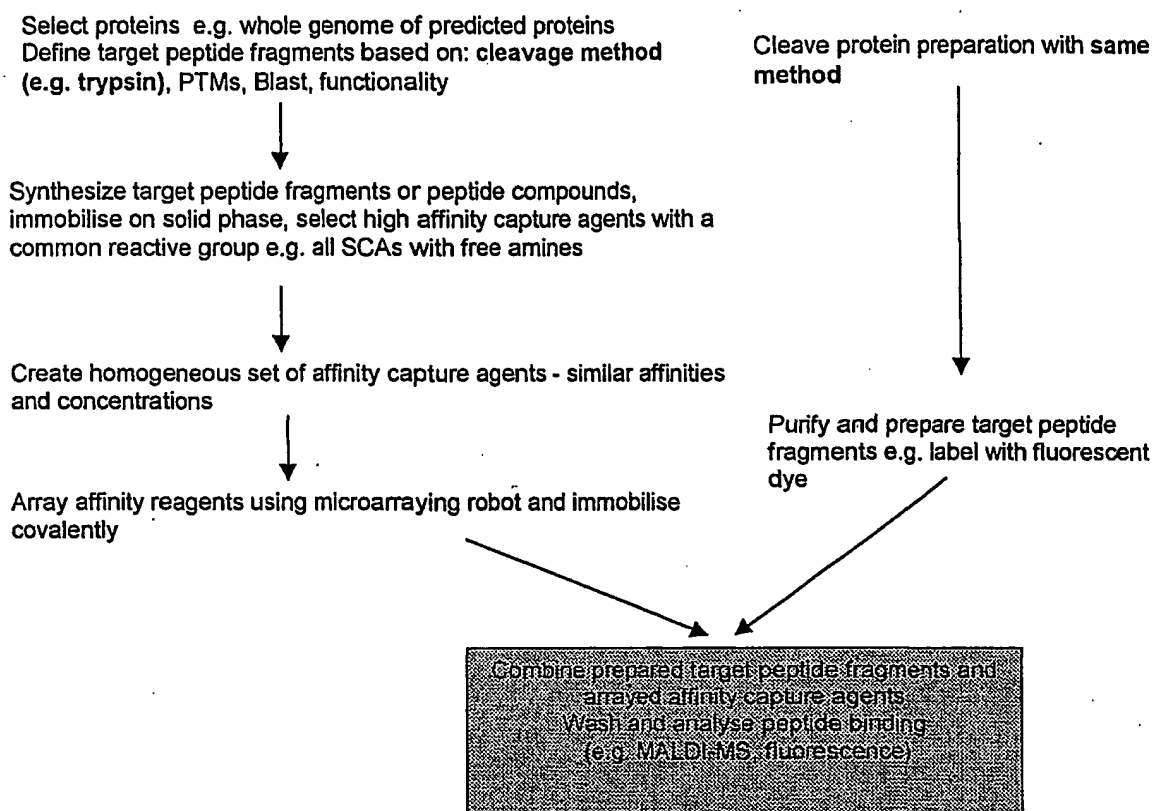 Select proteins e.g. whole genome of predicted proteins
Define target peptide fragments based on: cleavage method
(e.g. trypsin), PTMs, Blast, functionality
Cleave protein preparation with same
method
Synthesize target peptide fragments or peptide compounds,
immobilise on solid phase, select high affinity capture agents with a
common reactive group e.g. all SCAs with free amines
Create homogeneous set of affinity capture agents - similar affinities
and concentrations
Purify and prepare target peptide
fragments e.g. label with fluorescent
dye
Array affinity reagents using microarraying robot and immobilise
covalently
Combine prepared target peptide fragments and
arrayed affinity capture agents
Wash and analyse peptide binding
(e.g. MALDI-MS, fluorescence)